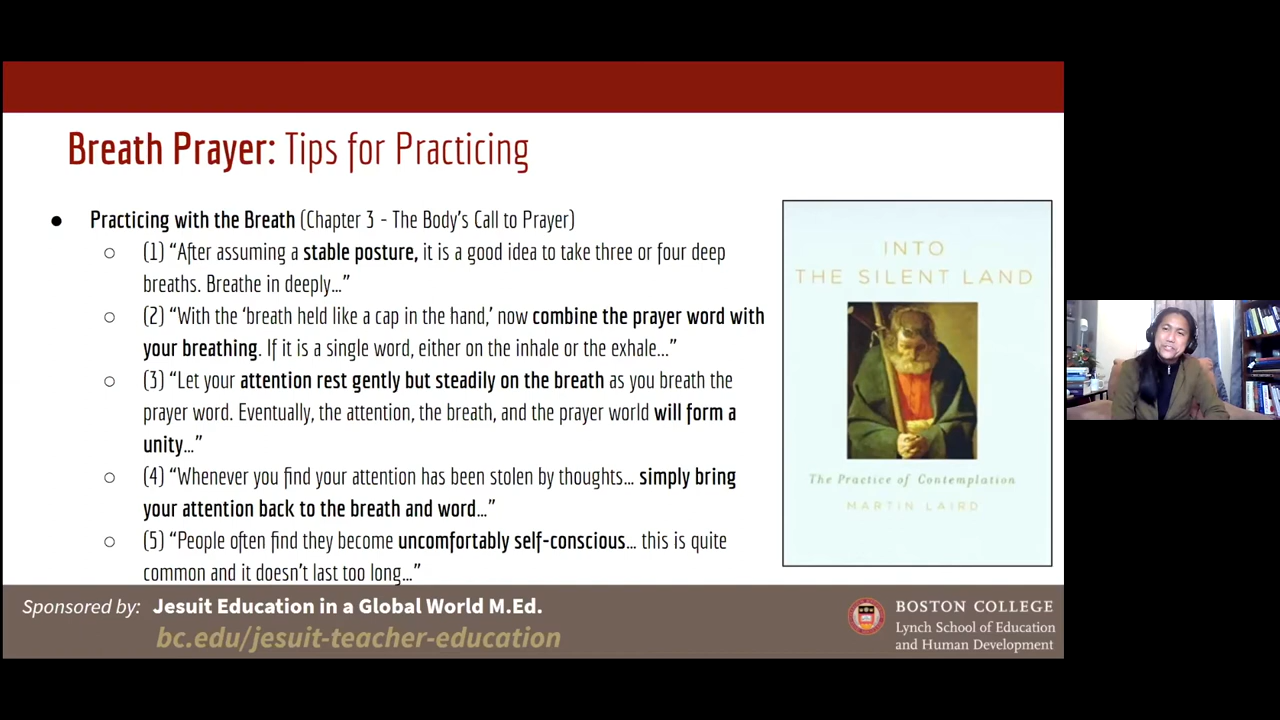 Breath Prayer: Tips for Practicing
● Practicing with the Breath (Chapter 3 - The Body's Call to Prayer)
○ (1) “After assuming a stable posture, it is a good idea to take three or four deep
breaths. Breathe in deeply…”
○ (2) “With the ‘breath held like a cap in the hand,’ now combine the prayer word with
your breathing. If it is a single word, either on the inhale or the exhale…”
○ (3) “Let your attention rest gently but steadily on the breath as you breath the
prayer word. Eventually, the attention, the breath, and the prayer world will form a
unity…”
○ (4) “Whenever you find your attention has been stolen by thoughts… simply bring
your attention back to the breath and word…”
○ (5) “People often find they become uncomfortably self-conscious… this is quite
common and it doesn't last too long…”
INTO
THE SILENT LAND
The Practice of Contemplation
MARTIN LAIRD
Sponsored by: Jesuit Education in a Global World M.Ed.
bc.edu/jesuit-teacher-education
BOSTON COLLEGE
Lynch School of Education
and Human Development